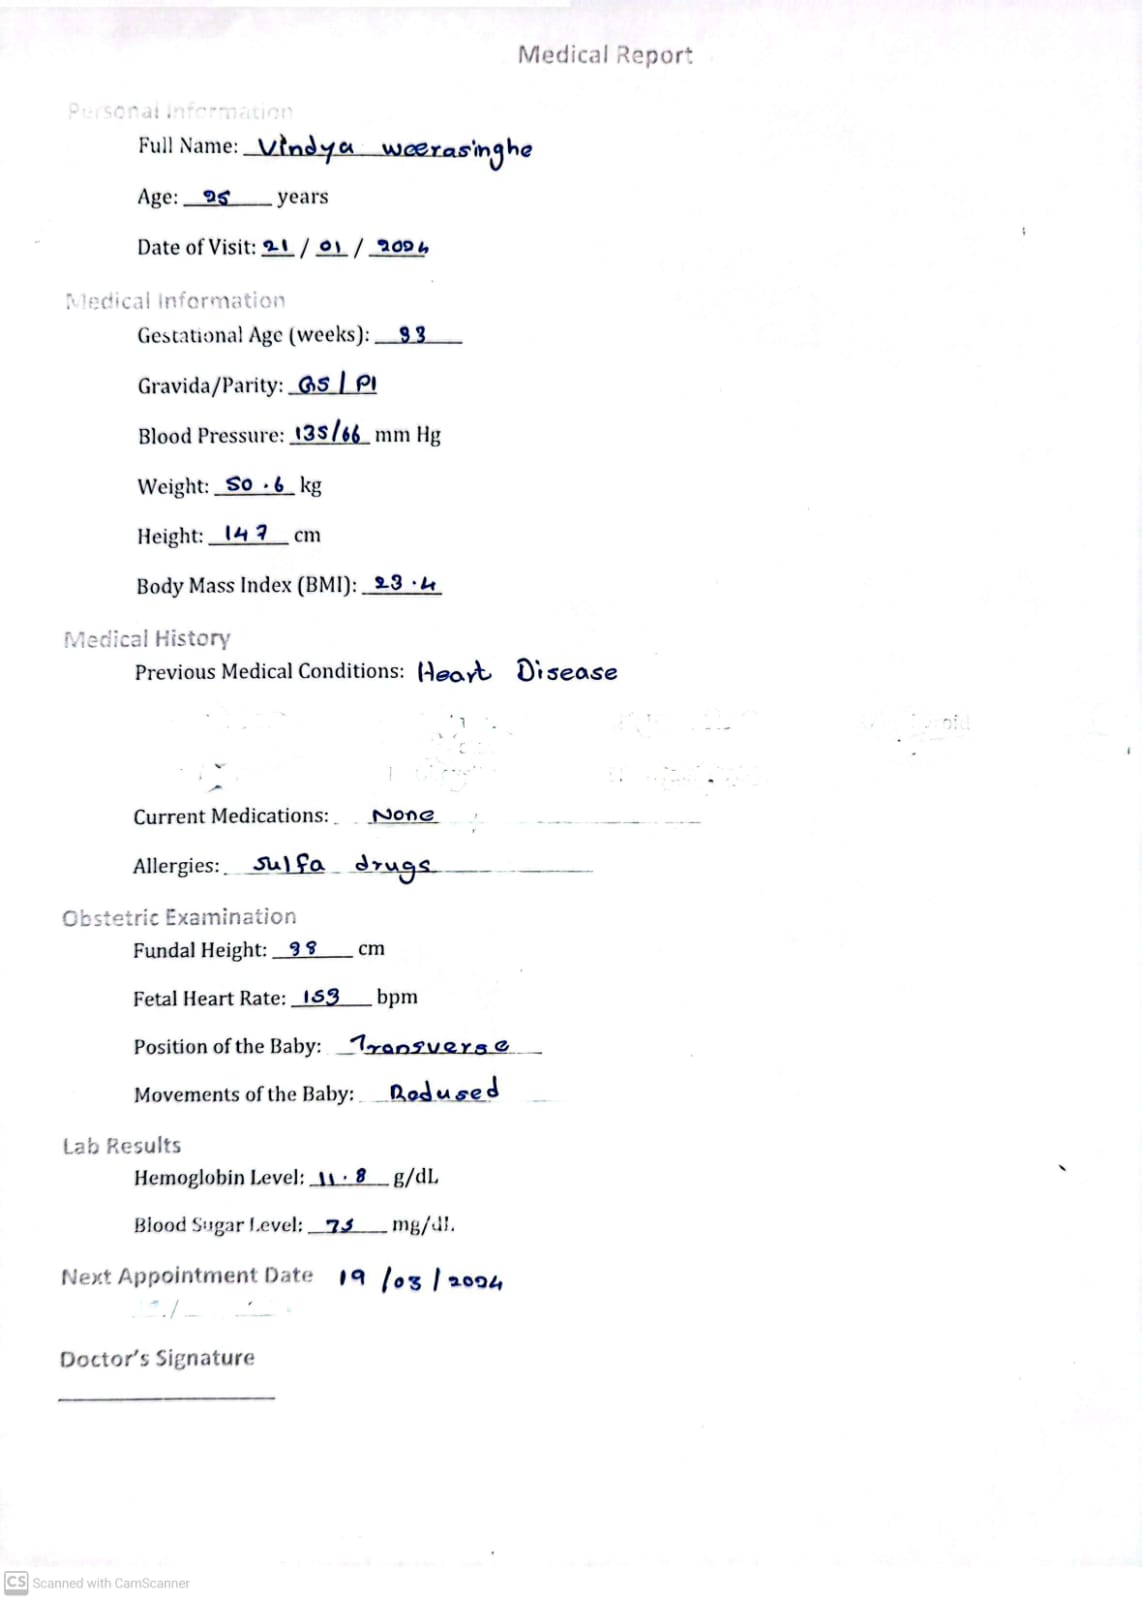 Medical Report
Personal Information
Full Name: Vindya weerasinghe
Age: 25 years
Date of Visit: 21 / 01 / 2024
Medical Information
Gestational Age (weeks): 33
Gravida/Parity: G5 / P1
Blood Pressure: 135/66 mm Hg
Weight: 50.6 kg
Height: 147 cm
Body Mass Index (BMI): 23.4
Medical History
Previous Medical Conditions: Heart Disease
Current Medications: None
Allergies: Sulfa drugs
Obstetric Examination
Fundal Height: 38 cm
Fetal Heart Rate: 153 bpm
Position of the Baby: Transverse
Movements of the Baby: Redused
Lab Results
Hemoglobin Level: 11.8 g/dL
Blood Sugar Level: 75 mg/dL
Next Appointment Date 19 / 03 / 2024
Doctor's Signature
CS Scanned with CamScanner